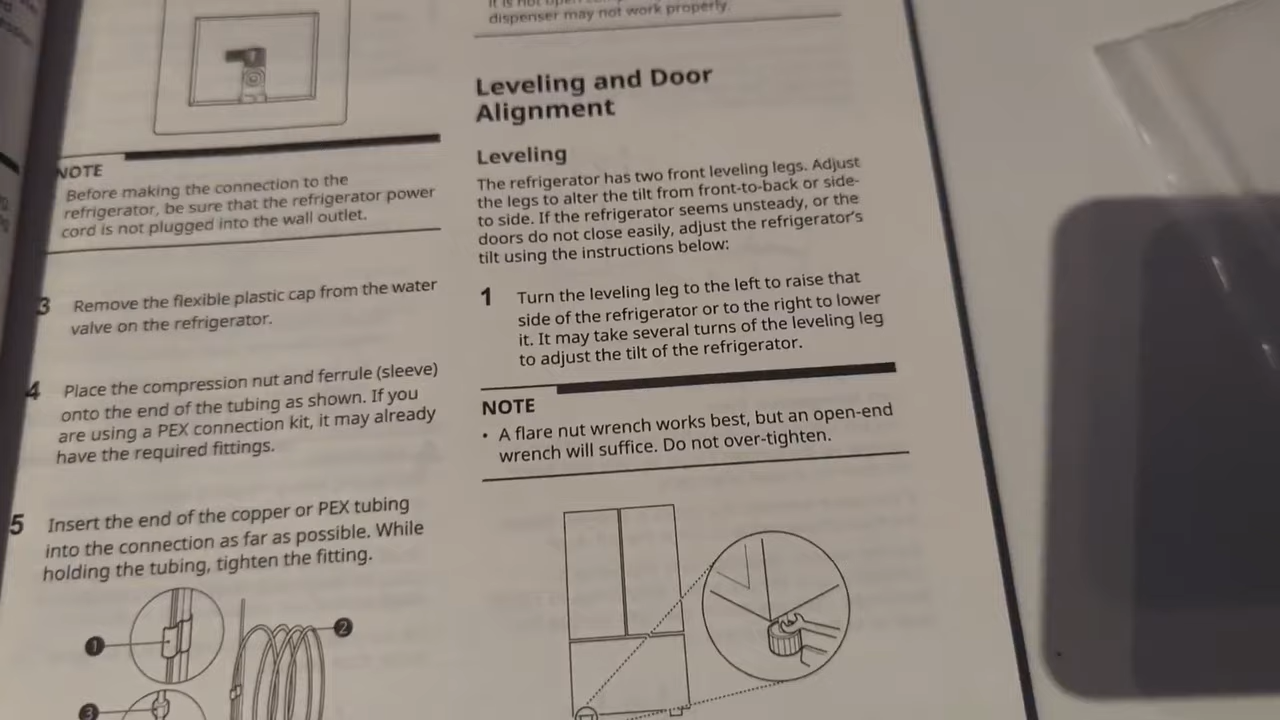 NOTE
Before making the connection to the
refrigerator, be sure that the refrigerator power
cord is not plugged into the wall outlet.
3 Remove the flexible plastic cap from the water
valve on the refrigerator.
4 Place the compression nut and ferrule (sleeve)
onto the end of the tubing as shown. If you
are using a PEX connection kit, it may already
have the required fittings.
5 Insert the end of the copper or PEX tubing
into the connection as far as possible. While
holding the tubing, tighten the fitting.
1
2
3
dispenser may not work properly.
Leveling and Door
Alignment
Leveling
The refrigerator has two front leveling legs. Adjust
the legs to alter the tilt from front-to-back or side-
to side. If the refrigerator seems unsteady, or the
doors do not close easily, adjust the refrigerator's
tilt using the instructions below:
1 Turn the leveling leg to the left to raise that
side of the refrigerator or to the right to lower
it. It may take several turns of the leveling leg
to adjust the tilt of the refrigerator.
NOTE
• A flare nut wrench works best, but an open-end
wrench will suffice. Do not over-tighten.